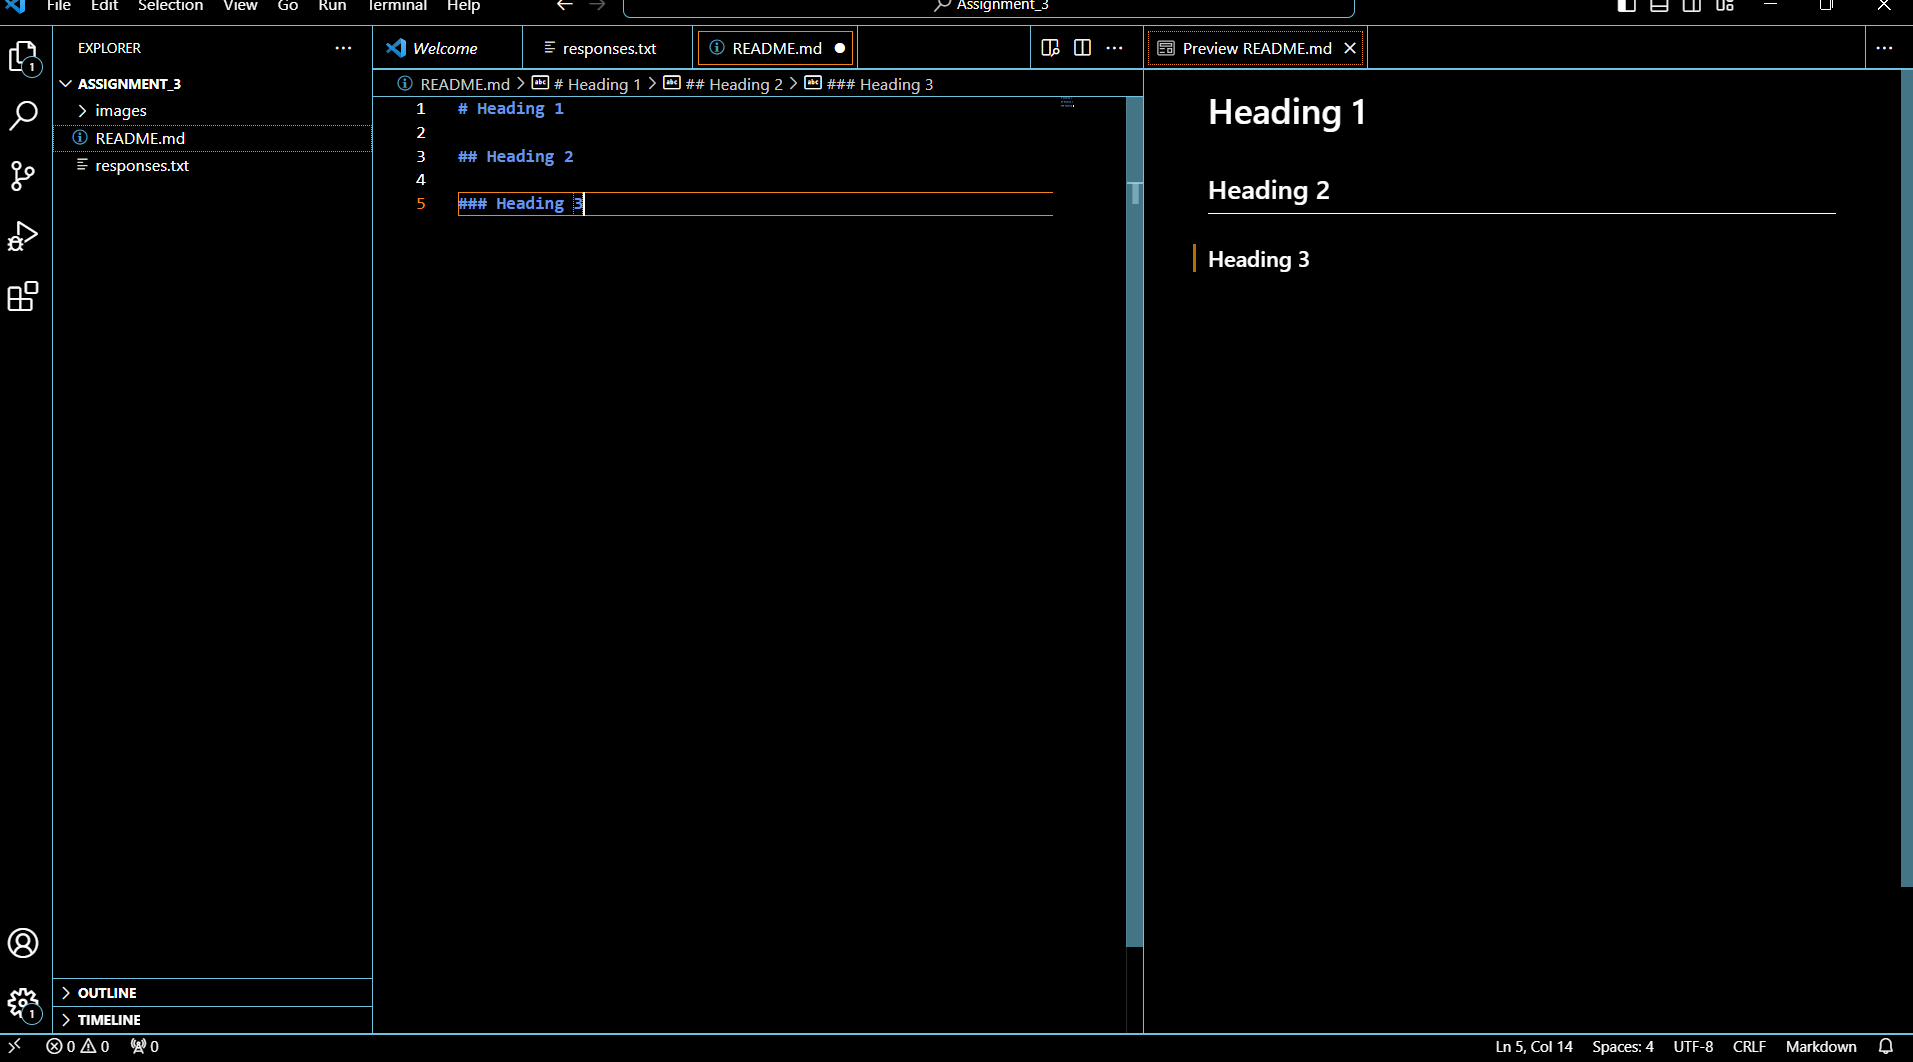 File Edit Selection View Go Run Terminal Help Assignment_3
EXPLORER
ASSIGNMENT_3
images
README.md
responses.txt
OUTLINE
TIMELINE
1
1
Welcome responses.txt README.md
README.md > # Heading 1 > ## Heading 2 > ### Heading 3
1 # Heading 1
2
3 ## Heading 2
4
5 ### Heading 3
Preview README.md
Heading 1
Heading 2
Heading 3
0 0 0 Ln 5, Col 14 Spaces: 4 UTF-8 CRLF Markdown